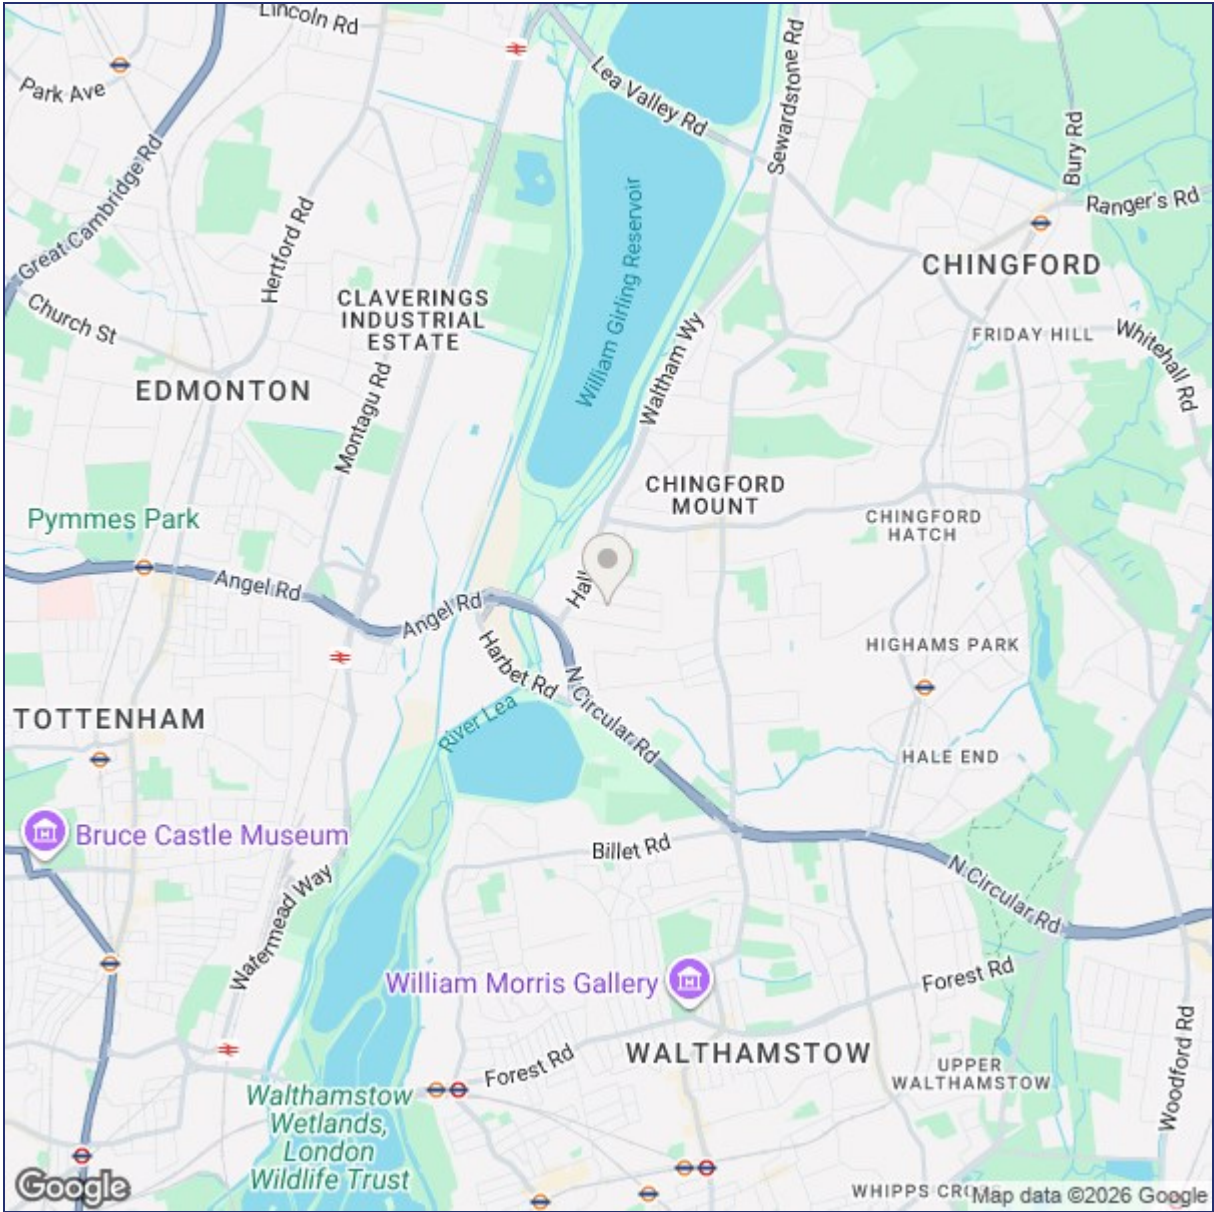 Lincoln Rd
Park Ave
Lea Valley Rd
Sewardstone Rd
Bury Rd
Ranger's Rd
Great Cambridge Rd
Hertford Rd
William Girling Reservoir
CHINGFORD
CLAVERINGS
INDUSTRIAL
ESTATE
Church St
FRIDAY HILL
Whitehall Rd
EDMONTON
Montagu Rd
Waltham Wy
CHINGFORD
MOUNT
Pymmes Park
CHINGFORD
HATCH
Angel Rd
Angel Rd
Hall
Harbet Rd
HIGHAMS PARK
N Circular Rd
TOTTENHAM
River Lea
HALE END
Bruce Castle Museum
Billet Rd
N Circular Rd
Watermead Way
William Morris Gallery
Forest Rd
WALTHAMSTOW
Forest Rd
UPPER
WALTHAMSTOW
Woodford Rd
Walthamstow
Wetlands,
London
Wildlife Trust
WHIPPS
Google
Map data ©2026 Google